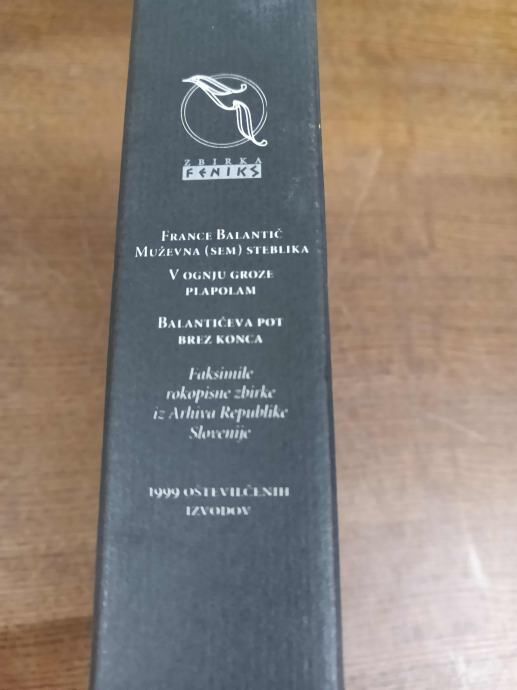 ZBIRKA
FENIKS
FRANCE BALANTIČ
MUŽEVNA (SEM) STEBLIKA
V OGNJU GROZE
PLAPOLAM
BALANTIČEVA POT
BREZ KONCA
Faksimile
rokopisne zbirke
iz Arhiva Republike
Slovenije
1999 OŠTEVILČENIH
IZVODOV